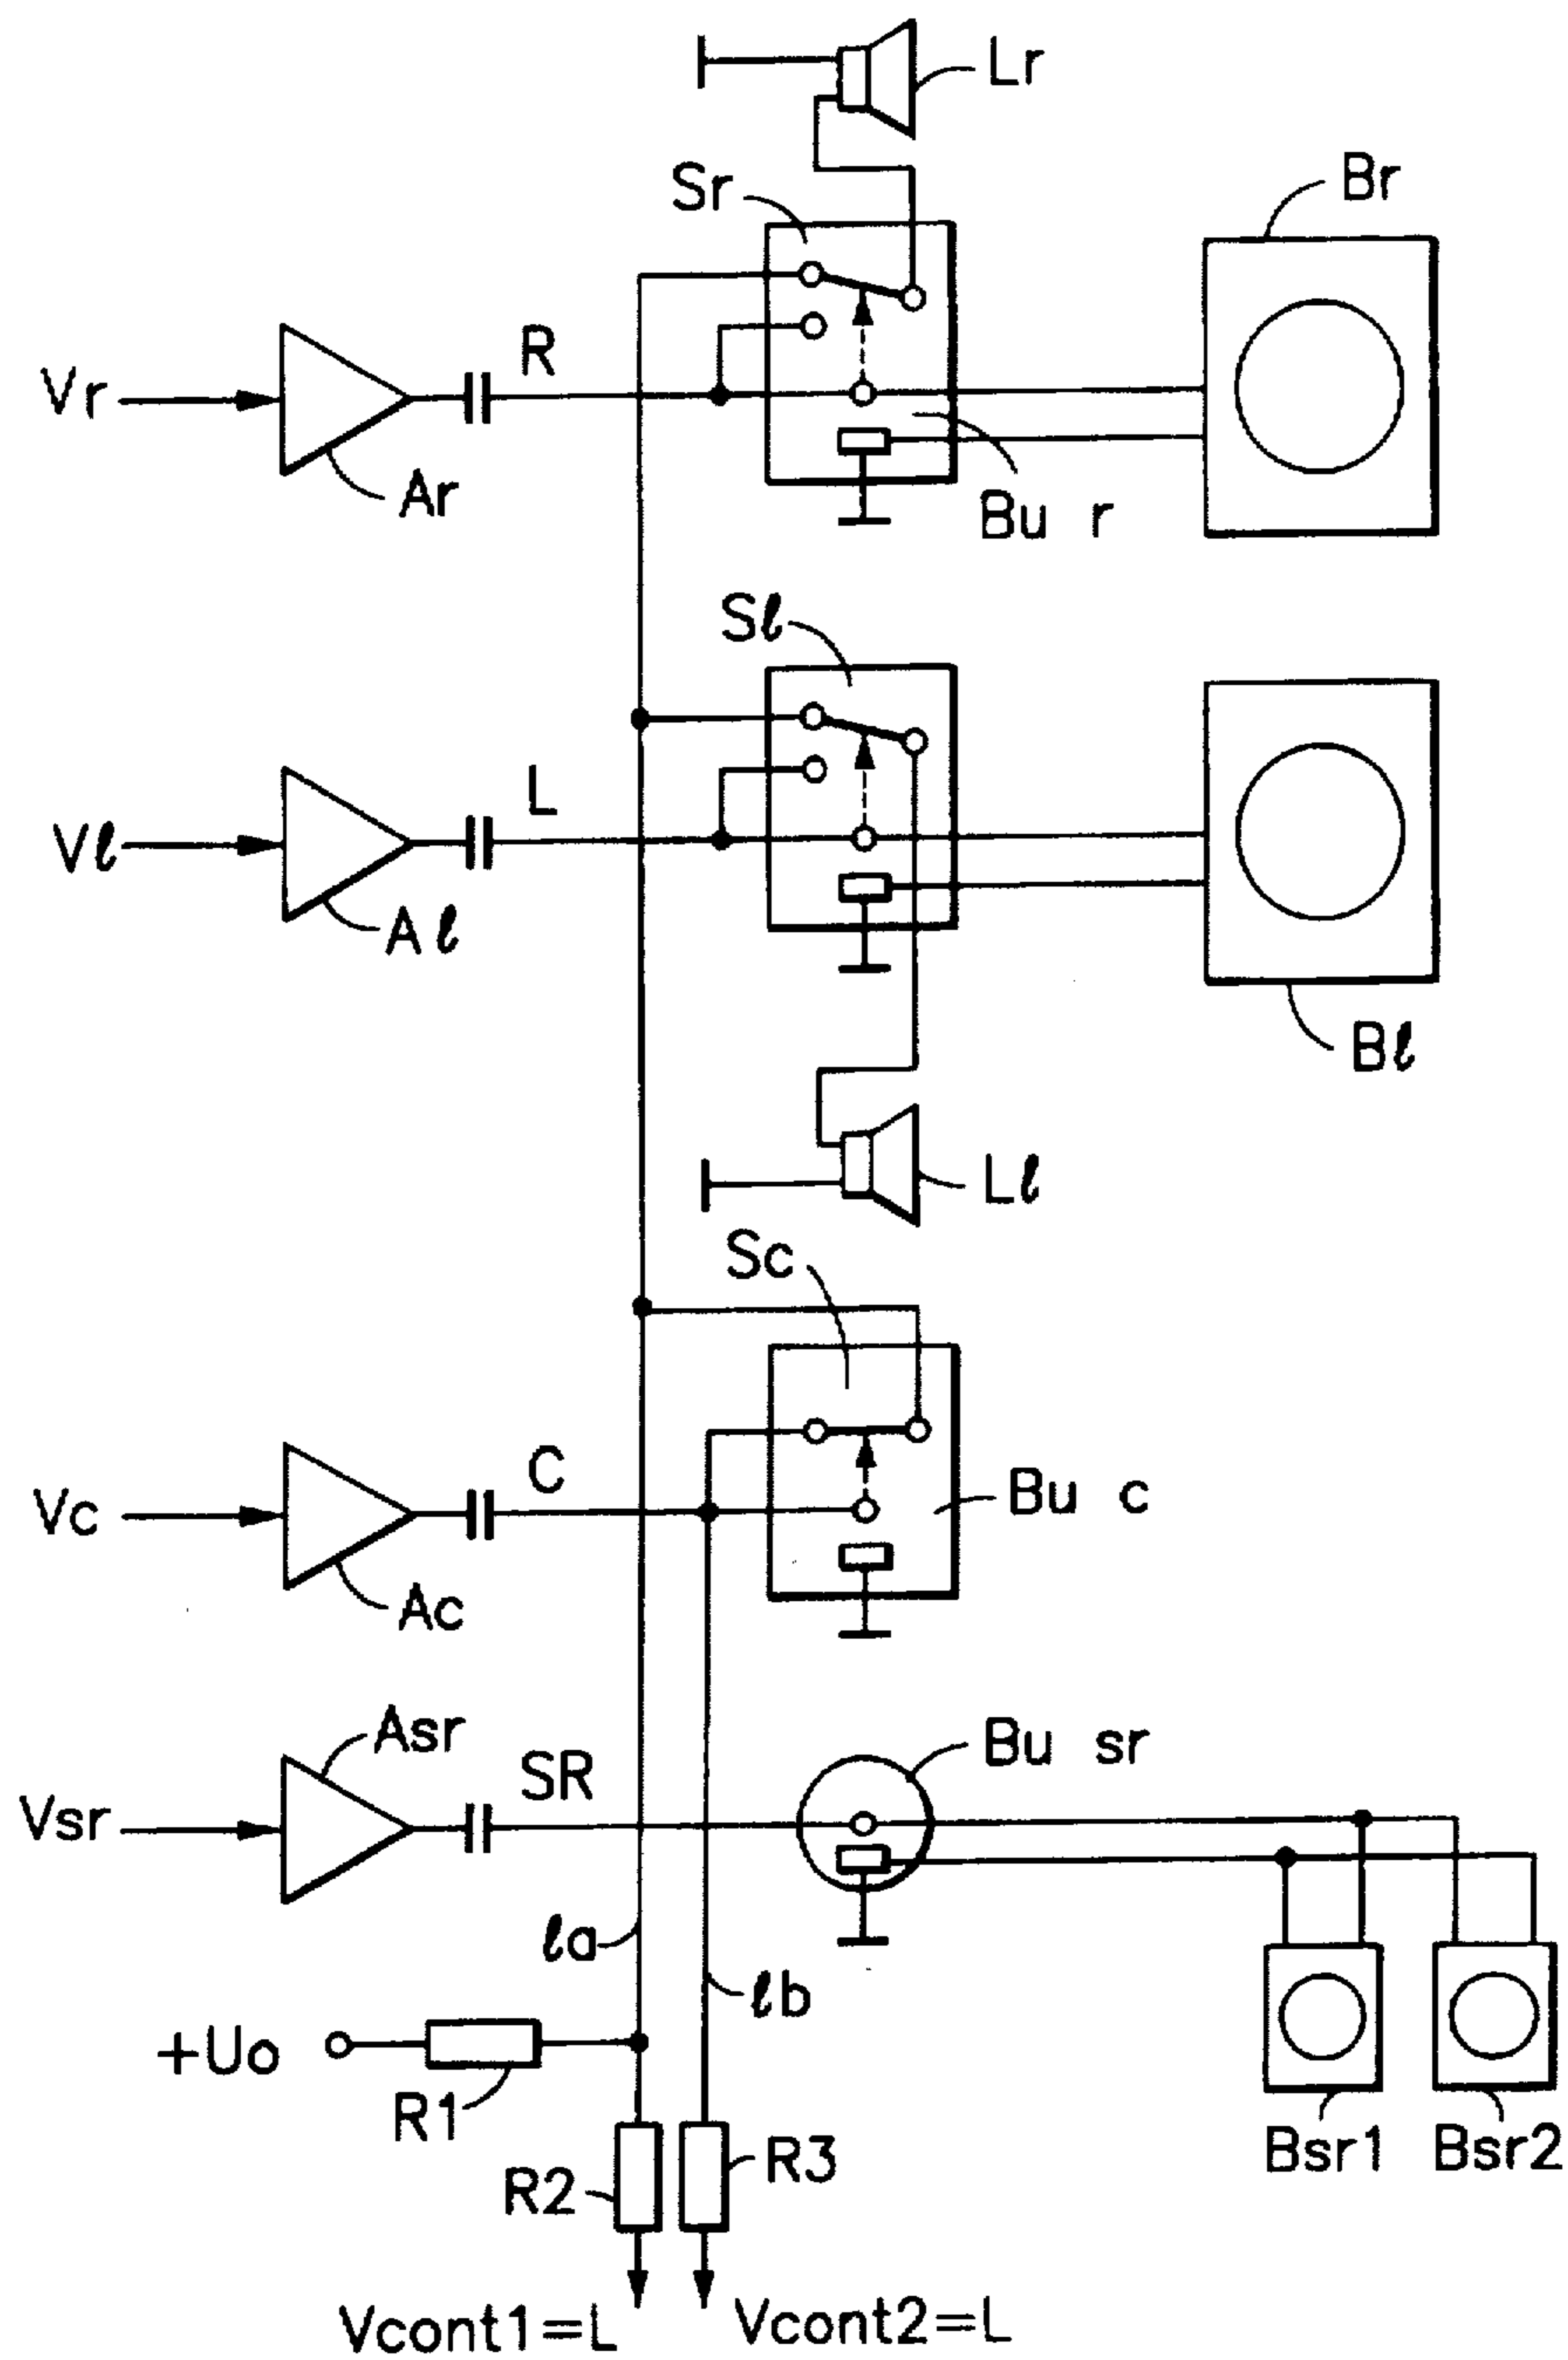 Lr
Sr
Br
R
Vr
Ar
Bu r
Sℓ
L
Vℓ
Aℓ
Bℓ
Lℓ
Sc
C
Vc
Bu c
Ac
Asr
SR
Bu sr
Vsr
ℓa
ℓb
+Uo
R1
R2
R3
Bsr1
Bsr2
Vcont1=L
Vcont2=L